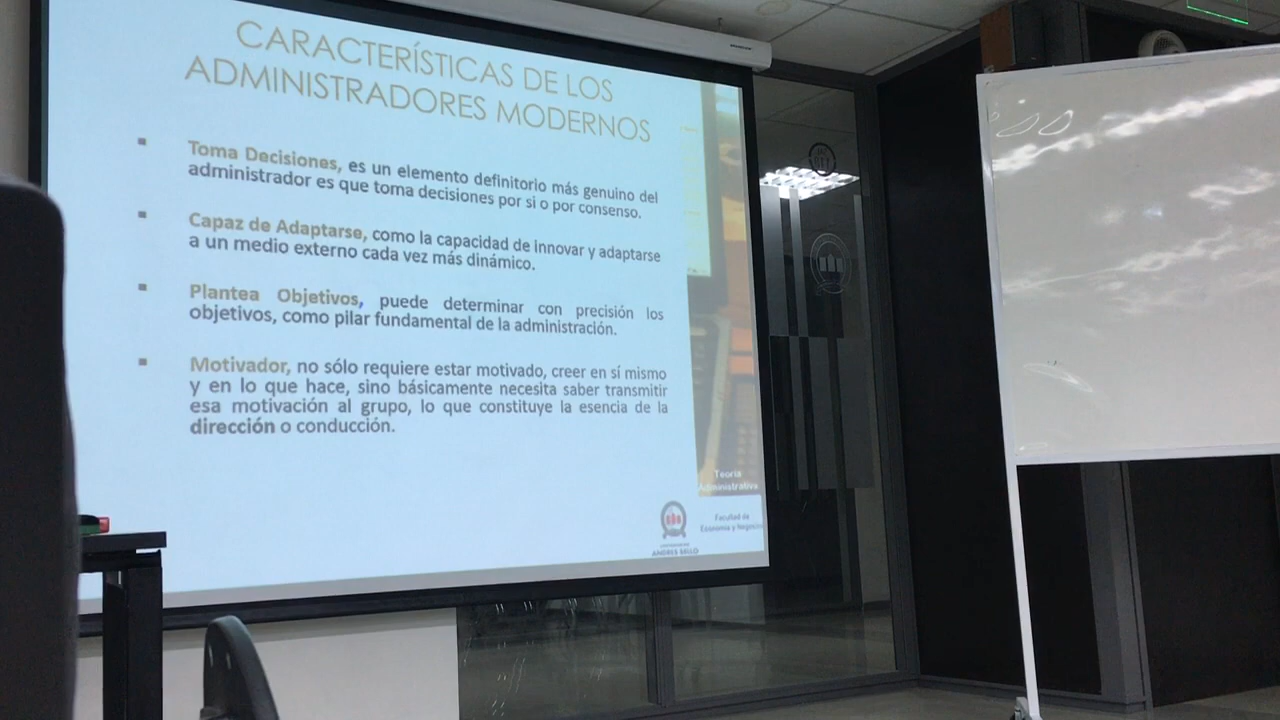 CARACTERÍSTICAS DE LOS
ADMINISTRADORES MODERNOS
Toma Decisiones, es un elemento definitorio más genuino del
administrador es que toma decisiones por si o por consenso.
Capaz de Adaptarse, como la capacidad de innovar y adaptarse
a un medio externo cada vez más dinámico.
Plantea Objetivos, puede determinar con precisión los
objetivos, como pilar fundamental de la administración.
Motivador, no sólo requiere estar motivado, creer en sí mismo
y en lo que hace, sino básicamente necesita saber transmitir
esa motivación al grupo, lo que constituye la esencia de la
dirección o conducción.
Teoría
Administrativa
Facultad de
Economía y Negocios
ANDRES BELLO